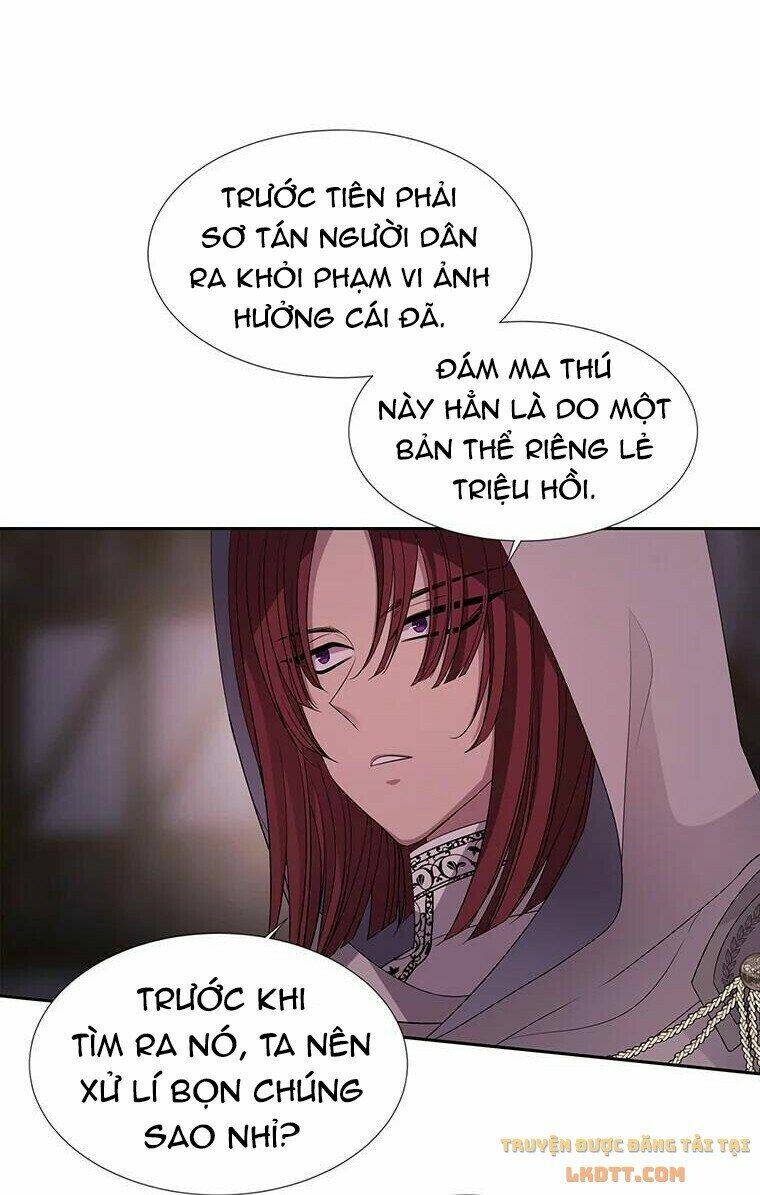 TRƯỚC TIÊN PHẢI
SƠ TÁN NGƯỜI DÂN
RA KHỎI PHẠM VI ẢNH
HƯỞNG CÁI ĐÃ.
ĐÁM MA THÚ
NÀY HẲN LÀ DO MỘT
BẢN THỂ RIÊNG LẺ
TRIỆU HỒI.
TRƯỚC KHI
TÌM RA NÓ, TA NÊN
XỬ LÍ BỌN CHÚNG
SAO NHỈ?
TRUYỆN ĐƯỢC ĐĂNG TẢI TẠI
LKDTT.COM